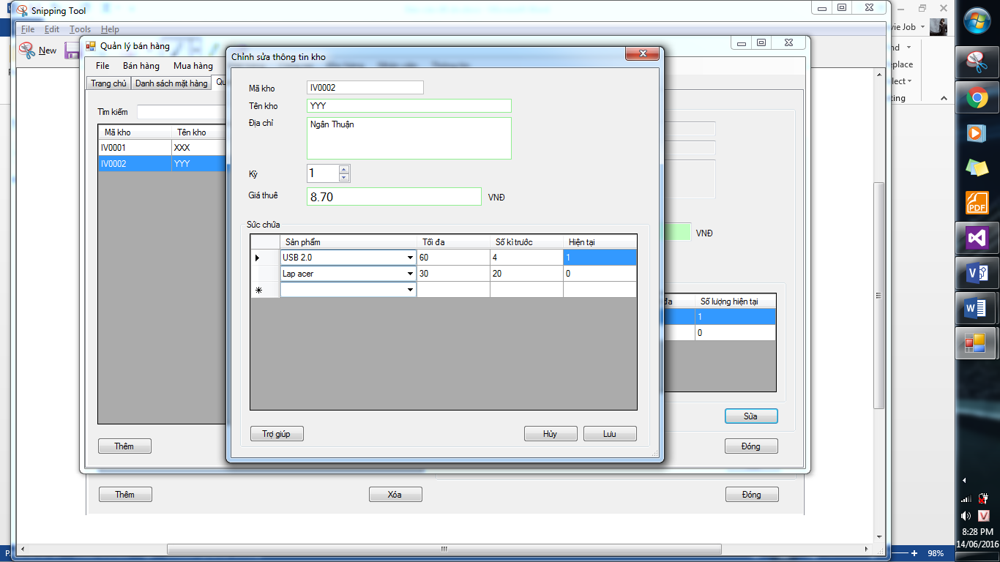 Snipping Tool
File Edit Tools Help
vie Job
New
Quản lý bán hàng
File Bán hàng Mua hàng
Trang chủ Danh sách mặt hàng
Tìm kiếm
Mã kho Tên kho
IV0001 XXX
IV0002 YYY
Thêm
Chỉnh sửa thông tin kho
Mã kho IV0002
Tên kho YYY
Địa chỉ Ngân Thuận
Kỳ 1
Giá thuê 8.70 VNĐ
Sức chứa
Sản phẩm Tối đa Số kì trước Hiện tại
USB 2.0 60 4 1
Lap acer 30 20 0
Trợ giúp Hủy Lưu
VNĐ
đa Số lượng hiện tại
1
0
Sửa
Đóng
Thêm Xóa Đóng
PDF
8:28 PM
14/06/2016
98%